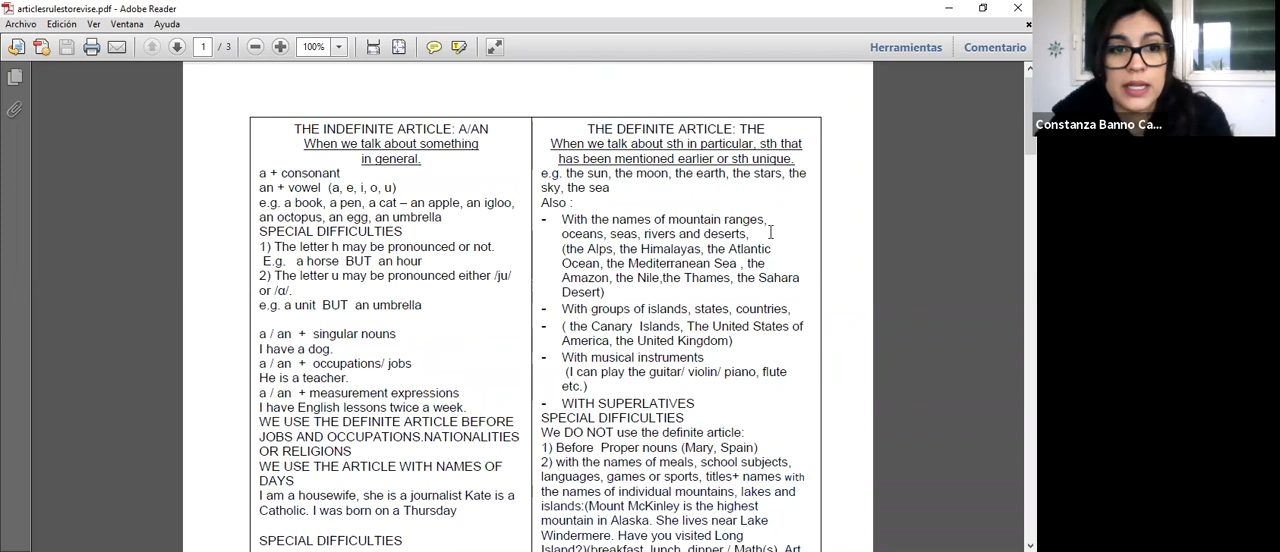 articlesrulestorevise.pdf - Adobe Reader
Archivo Edición Ver Ventana Ayuda
1 / 3 100% Herramientas Comentario
Constanza Banno Ca...
THE INDEFINITE ARTICLE: A/AN
When we talk about something
in general.
a + consonant
an + vowel (a, e, i, o, u)
e.g. a book, a pen, a cat – an apple, an igloo,
an octopus, an egg, an umbrella
SPECIAL DIFFICULTIES
1) The letter h may be pronounced or not.
E.g. a horse BUT an hour
2) The letter u may be pronounced either /ju/
or /α/.
e.g. a unit BUT an umbrella
a / an + singular nouns
I have a dog.
a / an + occupations/ jobs
He is a teacher.
a / an + measurement expressions
I have English lessons twice a week.
WE USE THE DEFINITE ARTICLE BEFORE
JOBS AND OCCUPATIONS.NATIONALITIES
OR RELIGIONS
WE USE THE ARTICLE WITH NAMES OF
DAYS
I am a housewife, she is a journalist Kate is a
Catholic. I was born on a Thursday
SPECIAL DIFFICULTIES
THE DEFINITE ARTICLE: THE
When we talk about sth in particular, sth that
has been mentioned earlier or sth unique.
e.g. the sun, the moon, the earth, the stars, the
sky, the sea
Also :
- With the names of mountain ranges,
oceans, seas, rivers and deserts,
(the Alps, the Himalayas, the Atlantic
Ocean, the Mediterranean Sea , the
Amazon, the Nile,the Thames, the Sahara
Desert)
- With groups of islands, states, countries,
- ( the Canary Islands, The United States of
America, the United Kingdom)
- With musical instruments
(I can play the guitar/ violin/ piano, flute
etc.)
- WITH SUPERLATIVES
SPECIAL DIFFICULTIES
We DO NOT use the definite article:
1) Before Proper nouns (Mary, Spain)
2) with the names of meals, school subjects,
languages, games or sports, titles+ names with
the names of individual mountains, lakes and
islands:(Mount McKinley is the highest
mountain in Alaska. She lives near Lake
Windermere. Have you visited Long
Island?)(breakfast, lunch, dinner / Math(s), Art